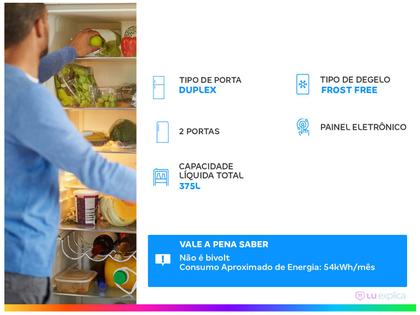 TIPO DE PORTA
DUPLEX
TIPO DE DEGELO
FROST FREE
2 PORTAS
PAINEL ELETRÔNICO
CAPACIDADE
LÍQUIDA TOTAL
375L
VALE A PENA SABER
Não é bivolt
Consumo Aproximado de Energia: 54kWh/mês
LU explica